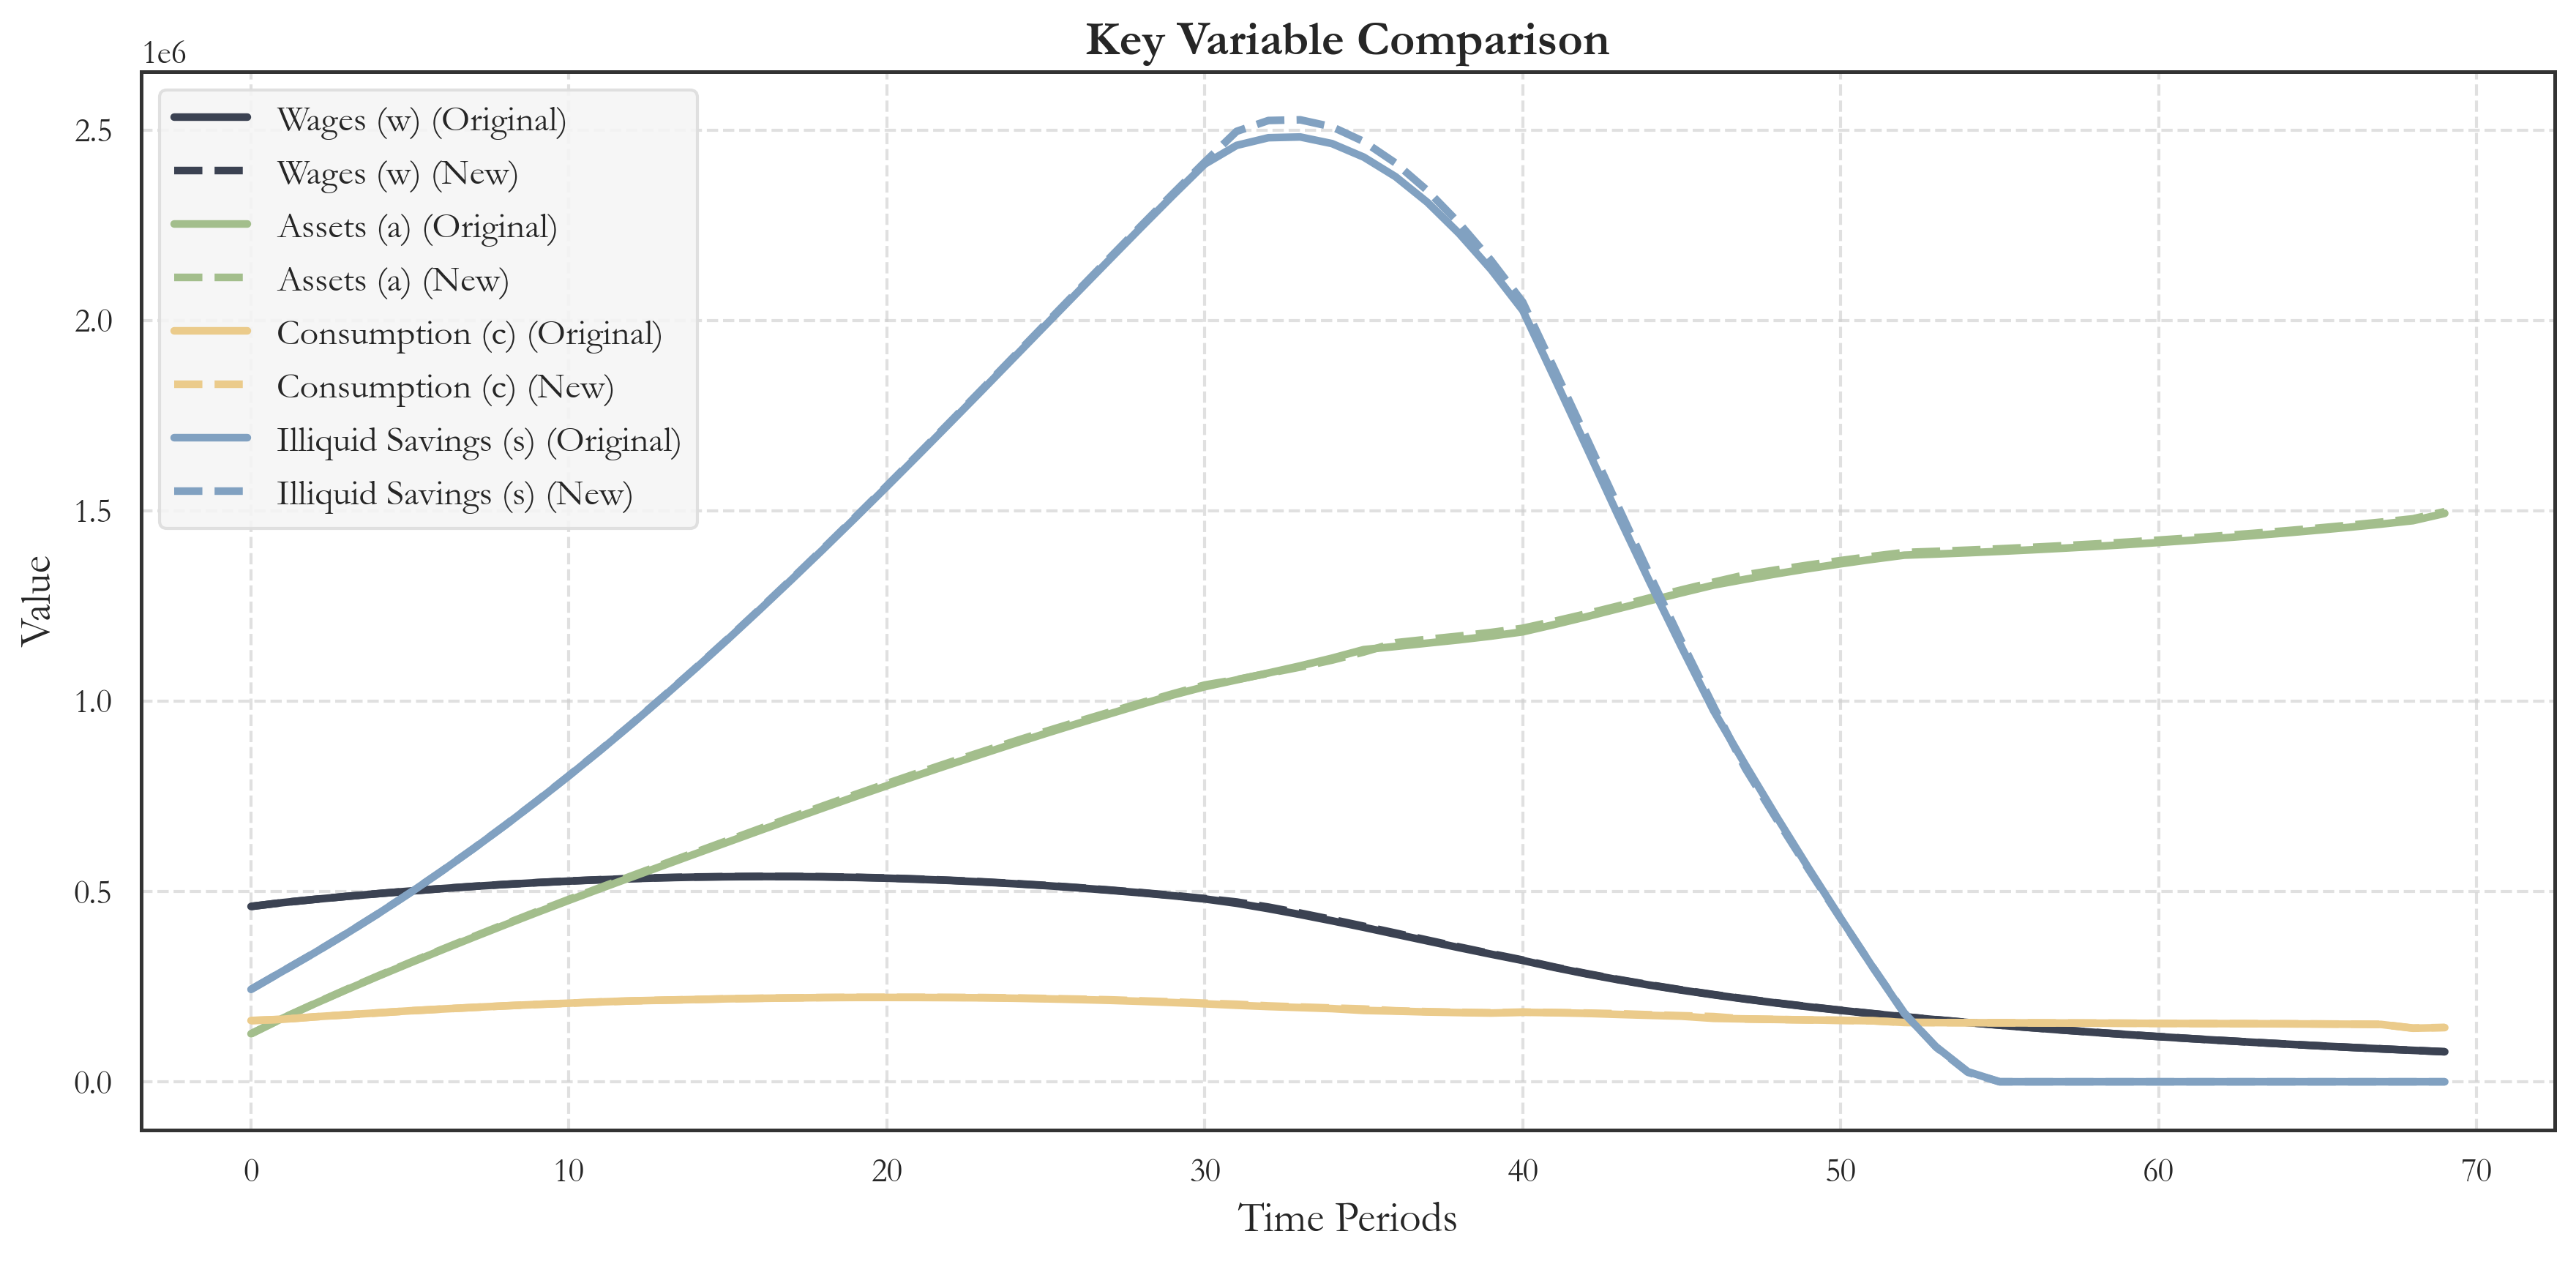 Key Variable Comparison
1e6
Wages (w) (Original)
Wages (w) (New)
Assets (a) (Original)
Assets (a) (New)
Consumption (c) (Original)
Consumption (c) (New)
Illiquid Savings (s) (Original)
Illiquid Savings (s) (New)
2.5
2.0
1.5
1.0
0.5
0.0
Value
0 10 20 30 40 50 60 70
Time Periods